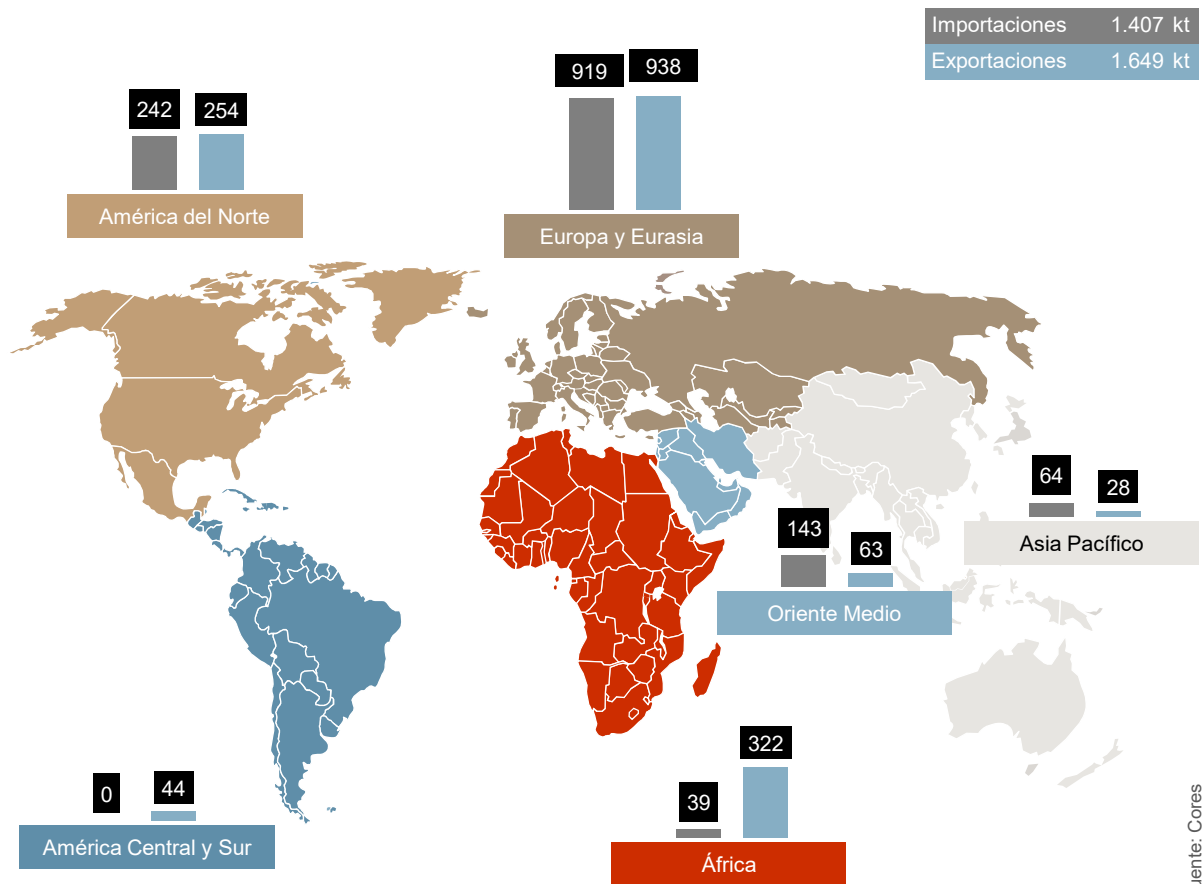 Importaciones 1.407 kt
Exportaciones 1.649 kt
919 938
242 254
América del Norte
Europa y Eurasia
64 28
Asia Pacífico
143 63
Oriente Medio
322
39
África
0 44
América Central y Sur
Cores